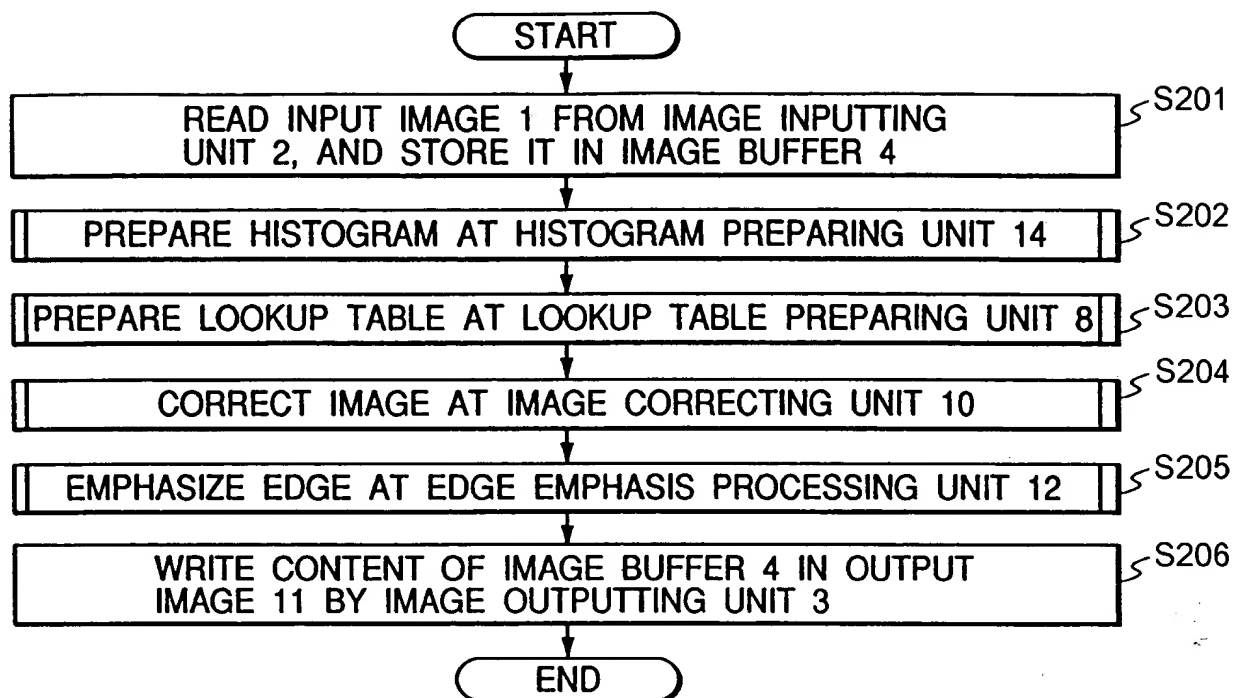 START
READ INPUT IMAGE 1 FROM IMAGE INPUTTING
UNIT 2, AND STORE IT IN IMAGE BUFFER 4
S201
PREPARE HISTOGRAM AT HISTOGRAM PREPARING UNIT 14
S202
PREPARE LOOKUP TABLE AT LOOKUP TABLE PREPARING UNIT 8
S203
CORRECT IMAGE AT IMAGE CORRECTING UNIT 10
S204
EMPHASIZE EDGE AT EDGE EMPHASIS PROCESSING UNIT 12
S205
WRITE CONTENT OF IMAGE BUFFER 4 IN OUTPUT
IMAGE 11 BY IMAGE OUTPUTTING UNIT 3
S206
END